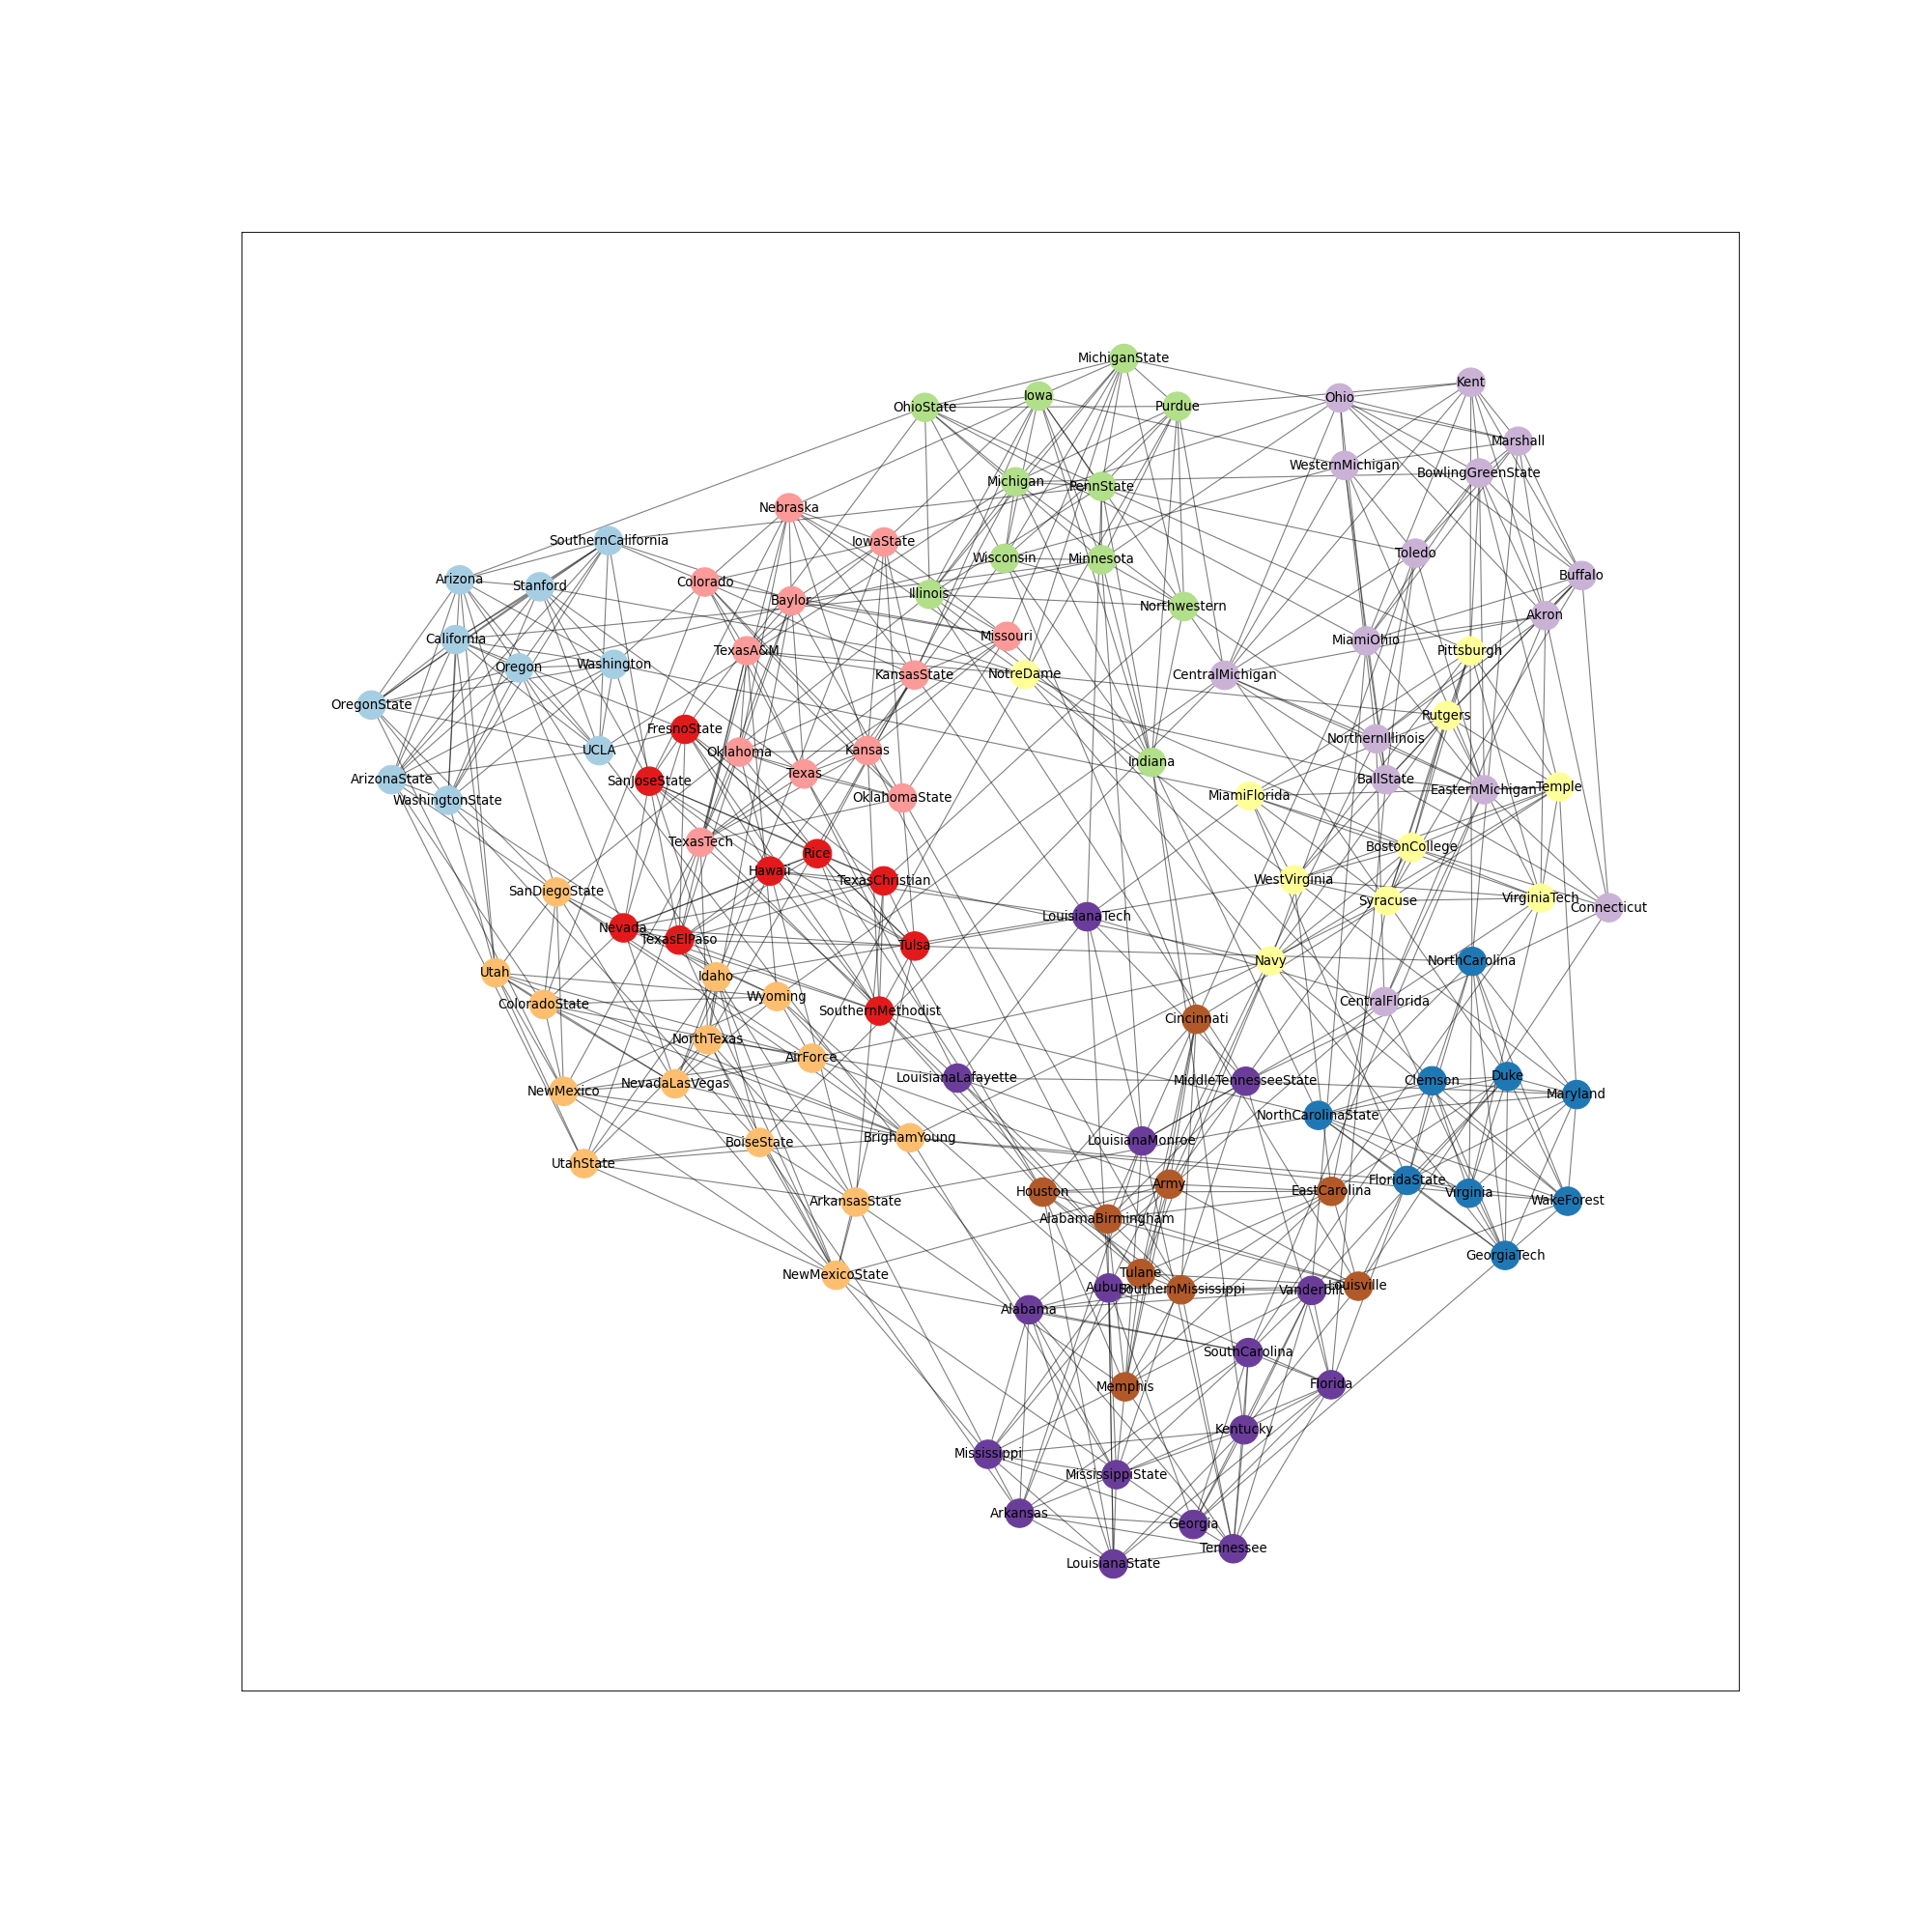 MichiganState
Kent
Iowa
Ohio
OhioState
Purdue
Marshall
WesternMichigan
BowlingGreenState
Michigan
PennState
Nebraska
SouthernCalifornia
IowaState
Toledo
Wisconsin
Minnesota
Buffalo
Arizona
Colorado
Stanford
Illinois
Baylor
Northwestern
Akron
Missouri
California
MiamiOhio
TexasA&M
Pittsburgh
Washington
Oregon
KansasState
NotreDame
CentralMichigan
OregonState
Rutgers
FresnoState
NorthernIllinois
UCLA
Kansas
Oklahoma
Indiana
Texas
ArizonaState
BallState
SanJoseState
Temple
EasternMichigan
MiamiFlorida
OklahomaState
WashingtonState
TexasTech
BostonCollege
Rice
Hawaii
WestVirginia
TexasChristian
SanDiegoState
VirginiaTech
Syracuse
Connecticut
LouisianaTech
Nevada
TexasElPaso
Tulsa
Navy
NorthCarolina
Utah
Idaho
Wyoming
CentralFlorida
ColoradoState
SouthernMethodist
Cincinnati
NorthTexas
AirForce
Duke
LouisianaLafayette
MiddleTennesseeState
Clemson
NevadaLasVegas
NewMexico
Maryland
NorthCarolinaState
BrighamYoung
LouisianaMonroe
BoiseState
UtahState
FloridaState
Army
Houston
EastCarolina
Virginia
WakeForest
ArkansasState
AlabamaBirmingham
GeorgiaTech
Tulane
NewMexicoState
Louisville
Auburn
SouthernMississippi
Vanderbilt
Alabama
SouthCarolina
Florida
Memphis
Kentucky
Mississippi
MississippiState
Arkansas
Georgia
Tennessee
LouisianaState